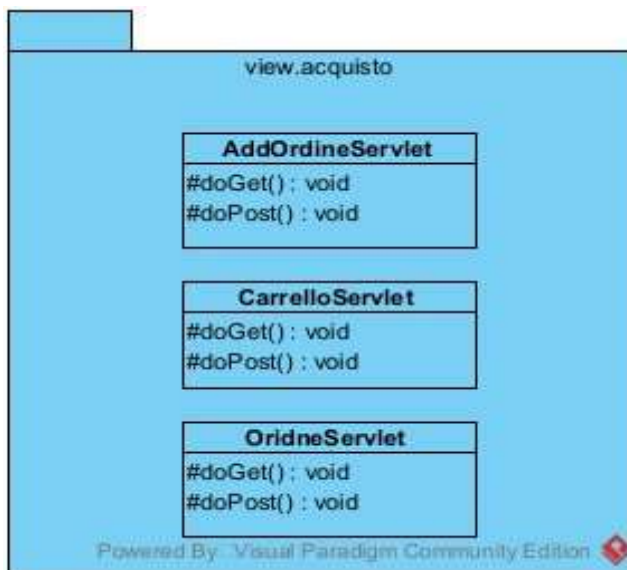 view.acquisto
AddOrdineServlet
#doGet() : void
#doPost() : void
CarrelloServlet
#doGet() : void
#doPost() : void
OridneServlet
#doGet() : void
#doPost() : void
Powered By Visual Paradigm Community Edition